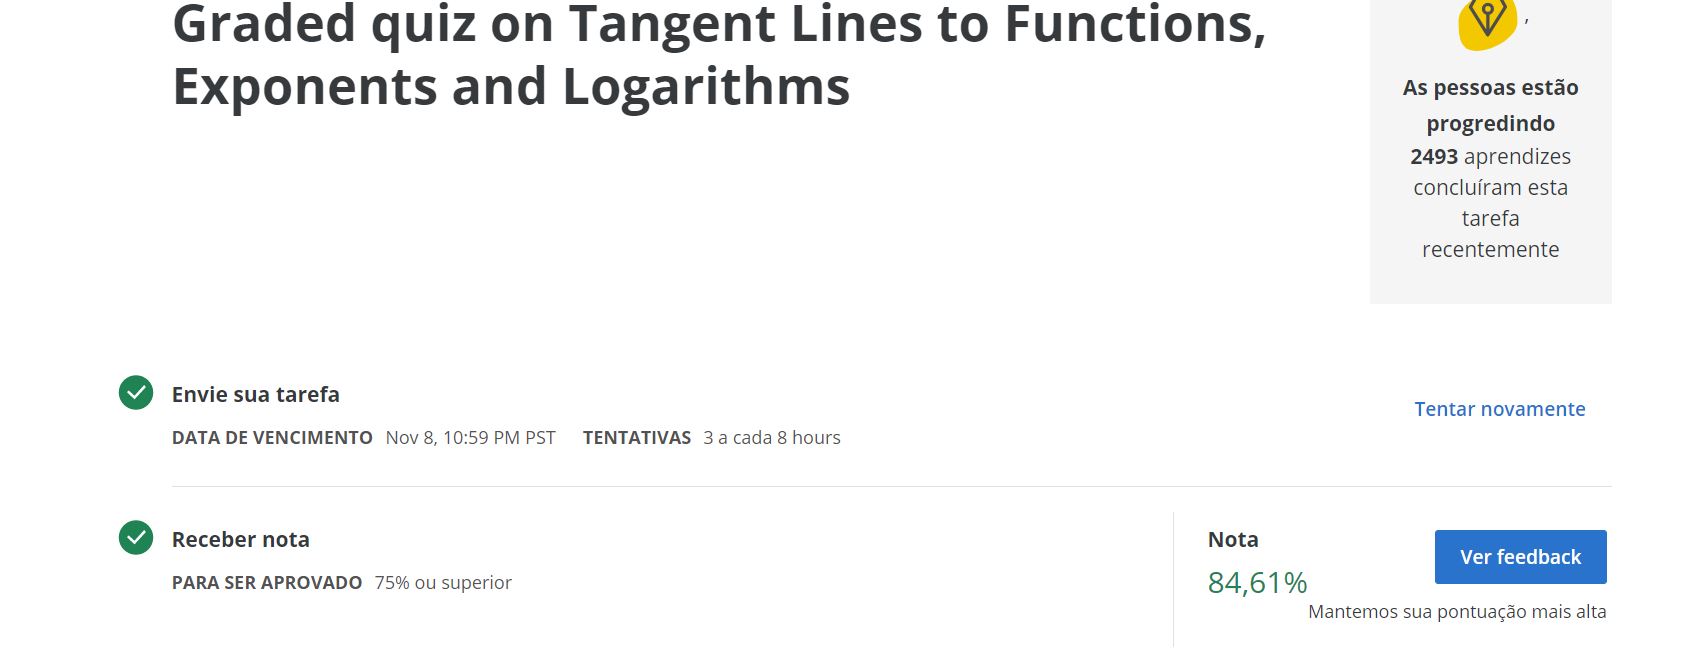 Graded quiz on Tangent Lines to Functions,
Exponents and Logarithms
,
As pessoas estão
progredindo
2493 aprendizes
concluíram esta
tarefa
recentemente
Envie sua tarefa
DATA DE VENCIMENTO Nov 8, 10:59 PM PST TENTATIVAS 3 a cada 8 hours
Tentar novamente
Receber nota
PARA SER APROVADO 75% ou superior
Nota
84,61%
Ver feedback
Mantemos sua pontuação mais alta